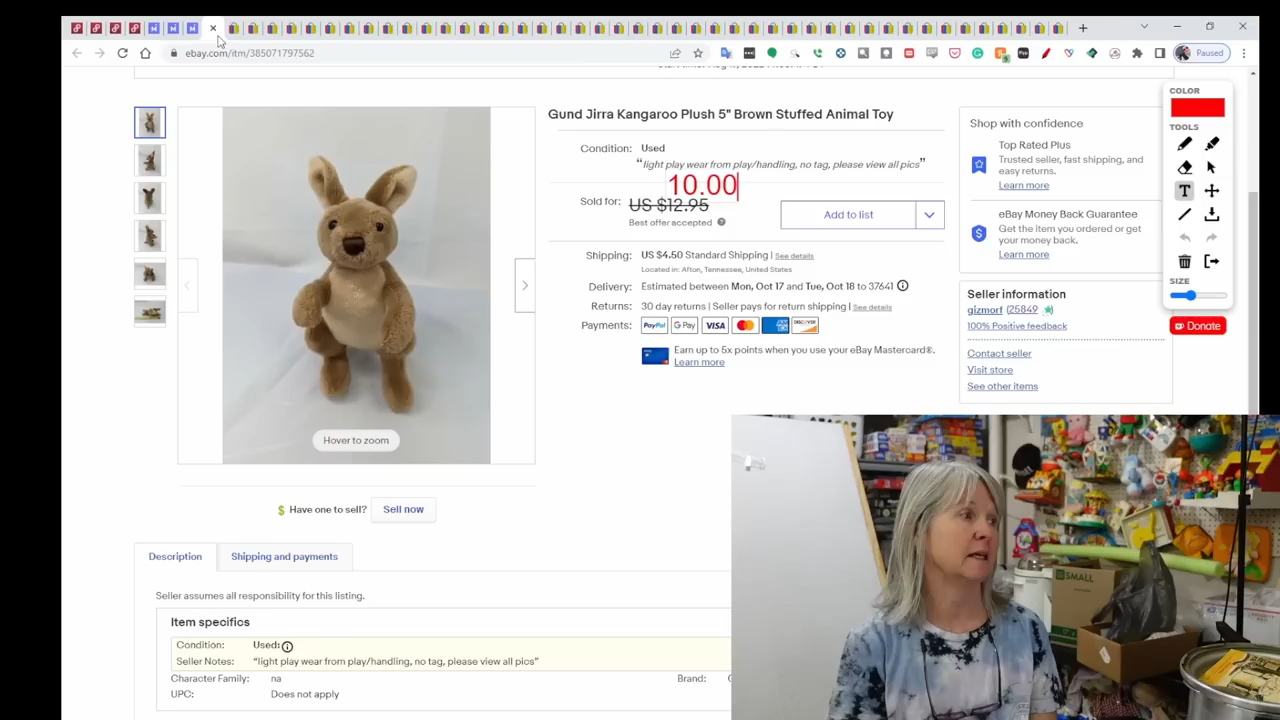 ebay.com/itm/385071797562
Paused
Gund Jirra Kangaroo Plush 5" Brown Stuffed Animal Toy
Condition: Used
“light play wear from play/handling, no tag, please view all pics”
10.00
Sold for: US $12.95
Best offer accepted
Add to list
Shipping: US $4.50 Standard Shipping | See details
Located in: Afton, Tennessee, United States
Delivery: Estimated between Mon, Oct 17 and Tue, Oct 18 to 37641
Returns: 30 day returns | Seller pays for return shipping | See details
Payments: PayPal G Pay VISA DISCOVER
Earn up to 5x points when you use your eBay Mastercard®.
Learn more
Hover to zoom
$ Have one to sell? Sell now
Shop with confidence
Top Rated Plus
Trusted seller, fast shipping, and
easy returns.
Learn more
eBay Money Back Guarantee
Get the item you ordered or get
your money back.
Learn more
Seller information
gizmorf (25849
100% Positive feedback
Contact seller
Visit store
See other items
COLOR
TOOLS
T
SIZE
Donate
Description
Shipping and payments
Seller assumes all responsibility for this listing.
Item specifics
Condition: Used:
Seller Notes: “light play wear from play/handling, no tag, please view all pics”
Character Family: na
Brand:
UPC: Does not apply
SMALL